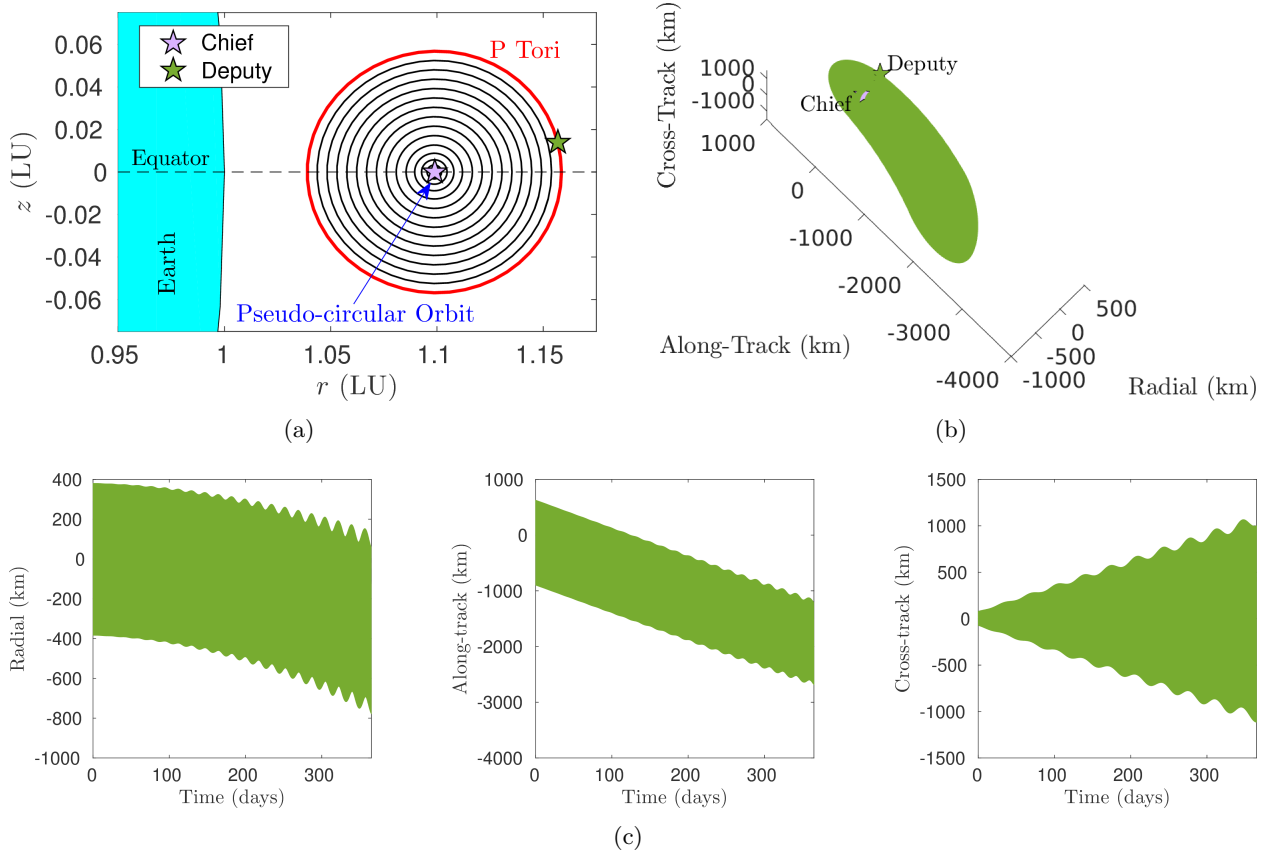 Chief
Deputy
P Tori
Equator
Earth
Pseudo-circular Orbit
0.06
0.04
0.02
0
-0.02
-0.04
-0.06
z (LU)
0.95
1
1.05
1.1
1.15
r (LU)
(a)
Deputy
Chief
Cross-Track (km)
1000
0
-1000
1000
0
-1000
-2000
-3000
-4000
Along-Track (km)
500
0
-500
-1000
Radial (km)
(b)
400
200
0
-200
-400
-600
-800
-1000
Radial (km)
0
100
200
300
Time (days)
1000
0
-1000
-2000
-3000
-4000
Along-track (km)
0
100
200
300
Time (days)
1500
1000
500
0
-500
-1000
-1500
Cross-track (km)
0
100
200
300
Time (days)
(c)